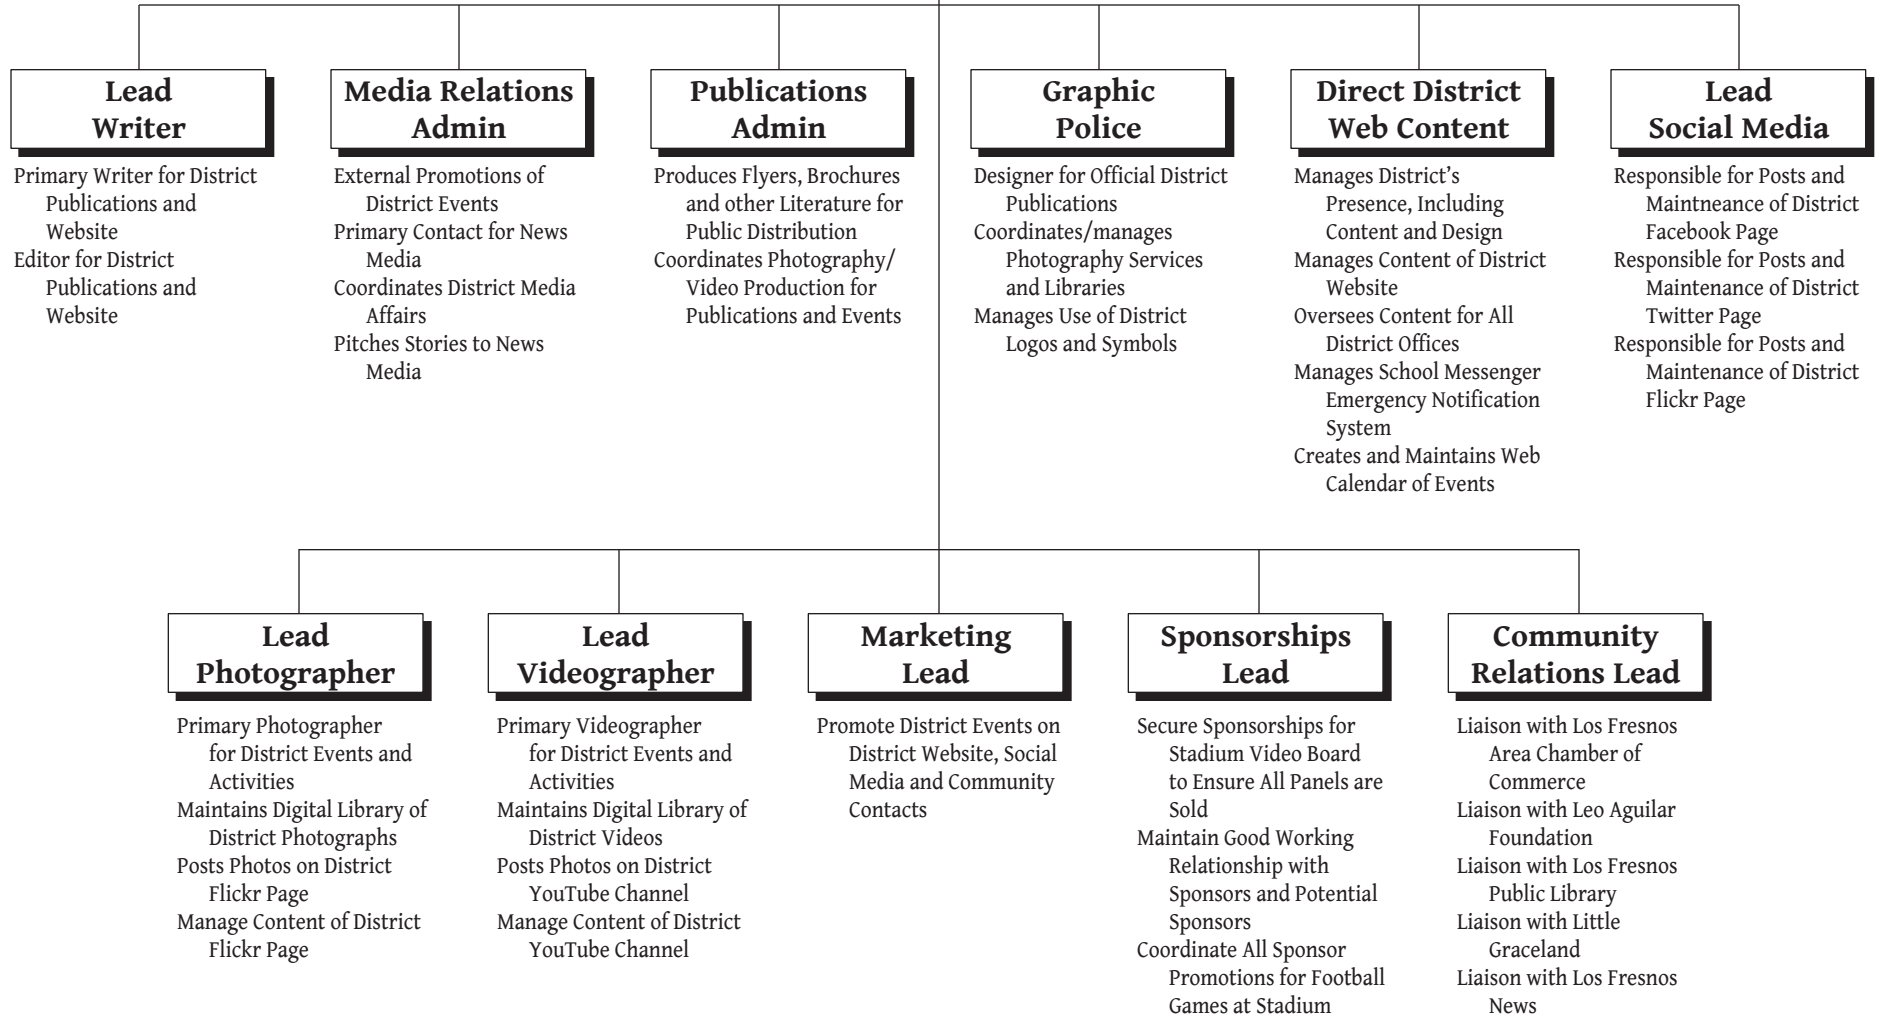 Lead
Writer
Primary Writer for District
Publications and
Website
Editor for District
Publications and
Website
Media Relations
Admin
External Promotions of
District Events
Primary Contact for News
Media
Coordinates District Media
Affairs
Pitches Stories to News
Media
Publications
Admin
Produces Flyers, Brochures
and other Literature for
Public Distribution
Coordinates Photography/
Video Production for
Publications and Events
Graphic
Police
Designer for Official District
Publications
Coordinates/manages
Photography Services
and Libraries
Manages Use of District
Logos and Symbols
Direct District
Web Content
Manages District’s
Presence, Including
Content and Design
Manages Content of District
Website
Oversees Content for All
District Offices
Manages School Messenger
Emergency Notification
System
Creates and Maintains Web
Calendar of Events
Lead
Social Media
Responsible for Posts and
Maintneance of District
Facebook Page
Responsible for Posts and
Maintenance of District
Twitter Page
Responsible for Posts and
Maintenance of District
Flickr Page
Lead
Photographer
Primary Photographer
for District Events and
Activities
Maintains Digital Library of
District Photographs
Posts Photos on District
Flickr Page
Manage Content of District
Flickr Page
Lead
Videographer
Primary Videographer
for District Events and
Activities
Maintains Digital Library of
District Videos
Posts Photos on District
YouTube Channel
Manage Content of District
YouTube Channel
Marketing
Lead
Promote District Events on
District Website, Social
Media and Community
Contacts
Sponsorships
Lead
Secure Sponsorships for
Stadium Video Board
to Ensure All Panels are
Sold
Maintain Good Working
Relationship with
Sponsors and Potential
Sponsors
Coordinate All Sponsor
Promotions for Football
Games at Stadium
Community
Relations Lead
Liaison with Los Fresnos
Area Chamber of
Commerce
Liaison with Leo Aguilar
Foundation
Liaison with Los Fresnos
Public Library
Liaison with Little
Graceland
Liaison with Los Fresnos
News